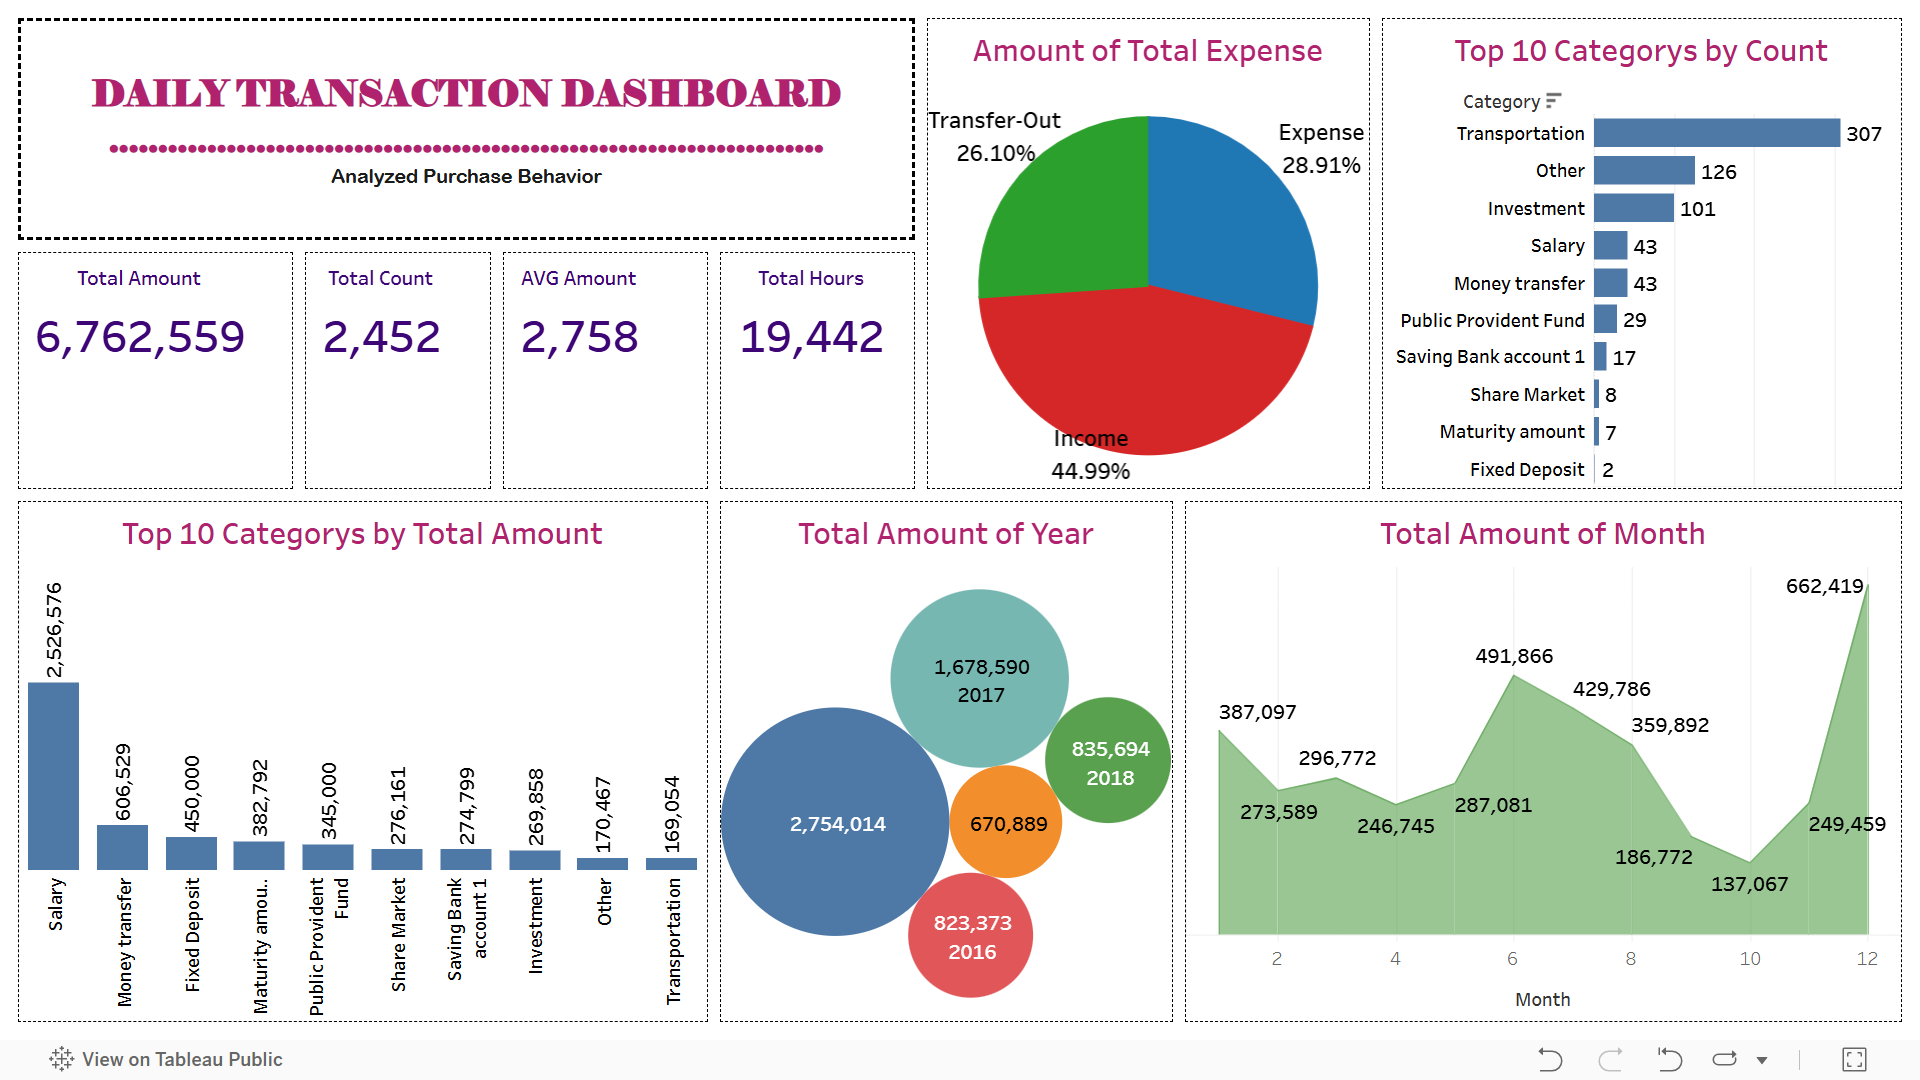 DAILY TRANSACTION DASHBOARD
Analyzed Purchase Behavior
Total Amount
6,762,559
Total Count
2,452
AVG Amount
2,758
Total Hours
19,442
Amount of Total Expense
Transfer-Out
26.10%
Expense
28.91%
Income
44.99%
Top 10 Categorys by Count
Category
Transportation 307
Other 126
Investment 101
Salary 43
Money transfer 43
Public Provident Fund 29
Saving Bank account 1 17
Share Market 8
Maturity amount 7
Fixed Deposit 2
Top 10 Categorys by Total Amount
2,526,576
606,529
450,000
382,792
345,000
276,161
274,799
269,858
170,467
169,054
Salary
Money transfer
Fixed Deposit
Maturity amou..
Public Provident
Fund
Share Market
Saving Bank
account 1
Investment
Other
Transportation
Total Amount of Year
1,678,590
2017
835,694
2018
2,754,014
670,889
823,373
2016
Total Amount of Month
387,097
273,589
296,772
246,745
287,081
491,866
429,786
359,892
186,772
137,067
249,459
662,419
2 4 6 8 10 12
Month
View on Tableau Public